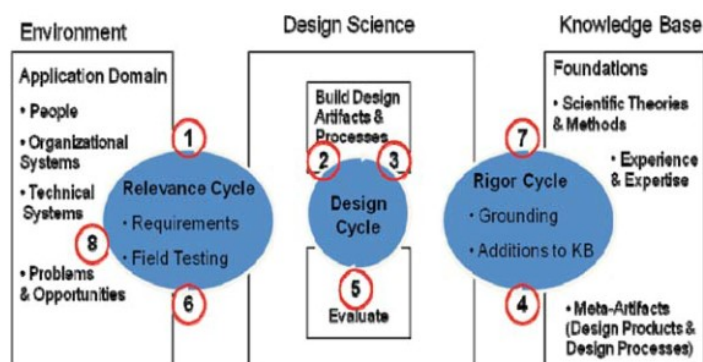 Environment
Design Science
Knowledge Base
Application Domain
• People
• Organizational
Systems
• Technical
Systems
• Problems
& Opportunities
1
Relevance Cycle
• Requirements
• Field Testing
8
6
Build Design
Artifacts &
Processes
2
3
Design
Cycle
5
Evaluate
7
Rigor Cycle
• Grounding
• Additions to KB
4
Foundations
• Scientific Theories
& Methods
• Experience
& Expertise
• Meta-Artifacts
(Design Products &
Design Processes)